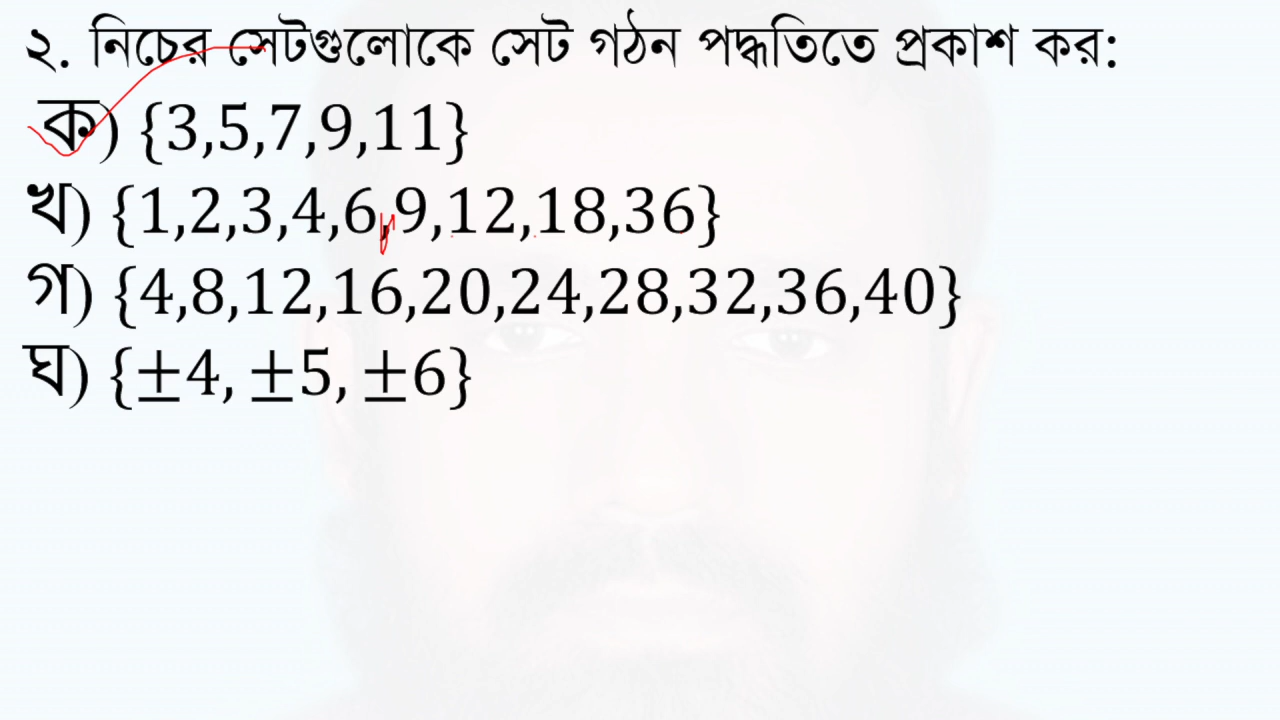 ২. নিচের সেটগুলোকে সেট গঠন পদ্ধতিতে প্রকাশ কর:
ক) {3,5,7,9,11}
খ) {1,2,3,4,6,9,12,18,36}
গ) {4,8,12,16,20,24,28,32,36,40}
ঘ) {±4, ±5, ±6}